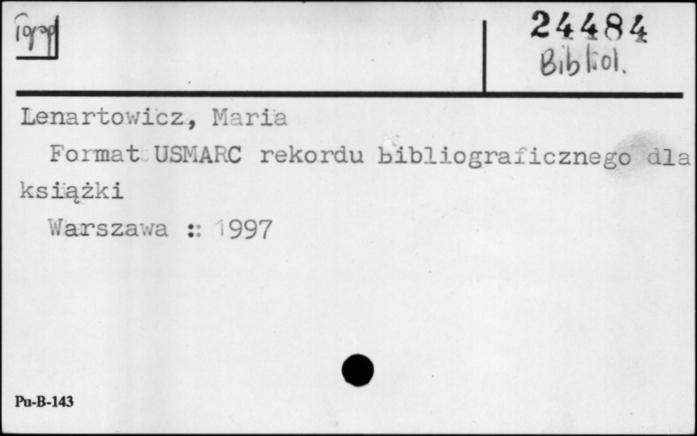 24484
Bibliol.
Lenartowicz, Maria
Format USMARC rekordu bibliograficznego dla
książki
Warszawa :: 1997
Pu-B-143